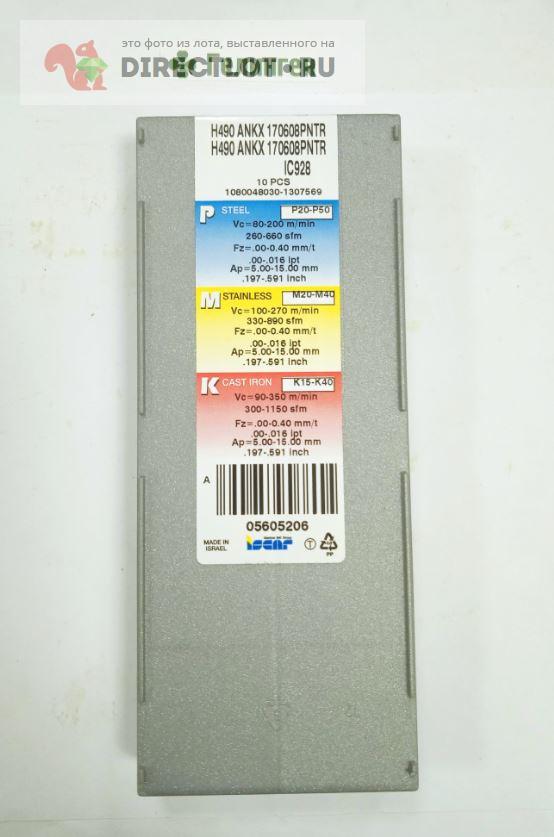 это фото из лота, выставленного на
DIRECTLOT.RU
H490 ANKX 170608PNTR
H490 ANKX 170608PNTR
IC928
10 PCS
1080048030-1307569
P STEEL P20-P50
Vc=80-200 m/min
260-660 sfm
Fz=.00-0.40 mm/t
.00-.016 ipt
Ap=5.00-15.00 mm
.197-.591 inch
M STAINLESS M20-M40
Vc=100-270 m/min
330-890 sfm
Fz=.00-0.40 mm/t
.00-.016 ipt
Ap=5.00-15.00 mm
.197-.591 inch
K CAST IRON K15-K40
Vc=90-350 m/min
300-1150 sfm
Fz=.00-0.40 mm/t
.00-.016 ipt
Ap=5.00-15.00 mm
.197-.591 inch
A
05605206
MADE IN
ISRAEL
iscar
T
PP